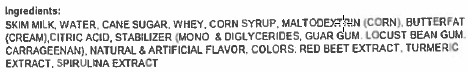 Ingredients:
SKIM MILK, WATER, CANE SUGAR, WHEY, CORN SYRUP, MALTODEXTRIN (CORN), BUTTERFAT
(CREAM),CITRIC ACID, STABILIZER (MONO & DIGLYCERIDES, GUAR GUM, LOCUST BEAN GUM,
CARRAGEENAN), NATURAL & ARTIFICIAL FLAVOR, COLORS: RED BEET EXTRACT, TURMERIC
EXTRACT, SPIRULINA EXTRACT